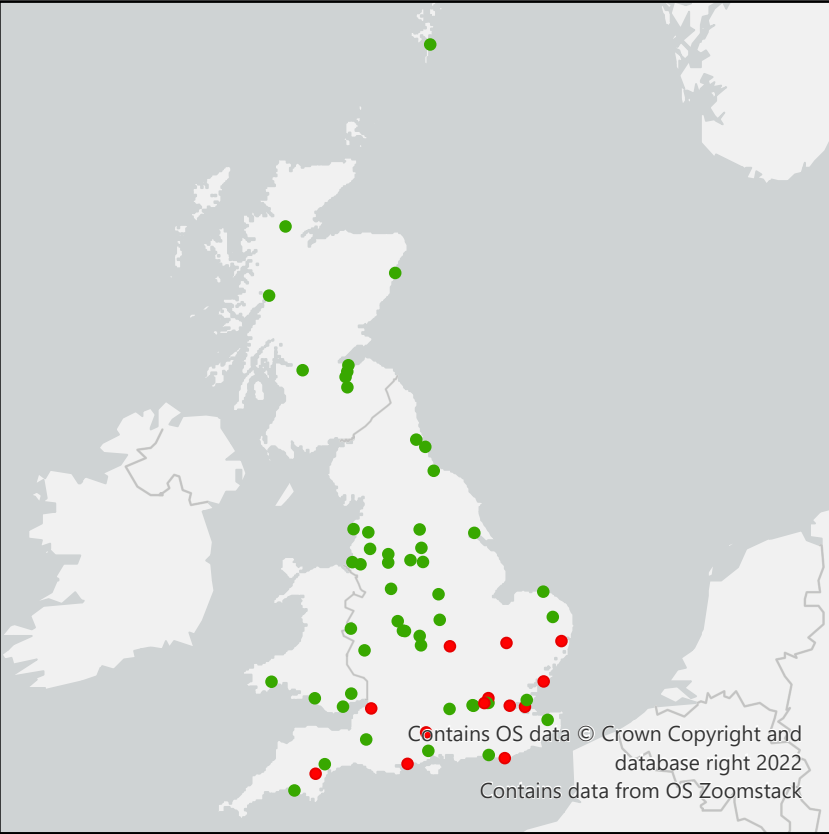 Contains OS data © Crown Copyright and
database right 2022
Contains data from OS Zoomstack